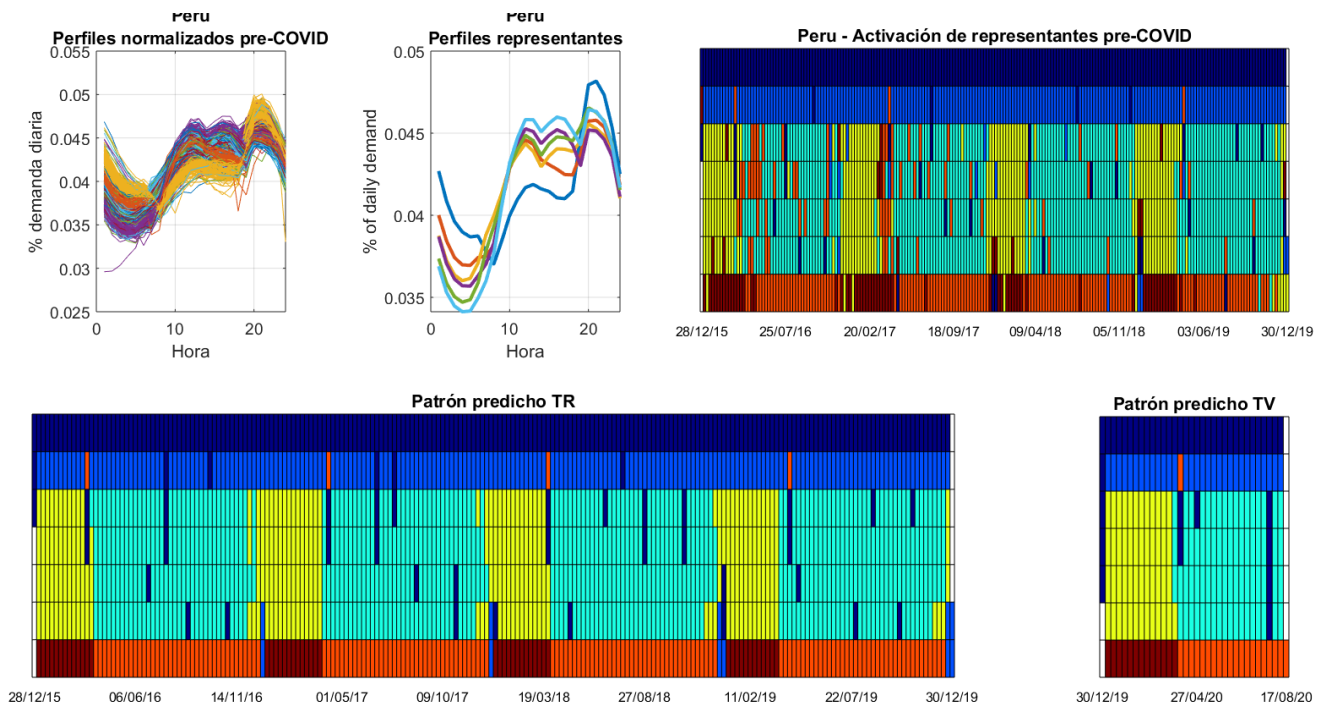 Peru
Perfiles normalizados pre-COVID
0.055
0.05
0.045
0.04
0.035
0.03
0.025
% demanda diaria
0
10
20
Hora
Peru
Perfiles representantes
0.05
0.045
0.04
0.035
% of daily demand
0
10
20
Hora
Peru - Activación de representantes pre-COVID
28/12/15 25/07/16 20/02/17 18/09/17 09/04/18 05/11/18 03/06/19 30/12/19
Patrón predicho TR
28/12/15 06/06/16 14/11/16 01/05/17 09/10/17 19/03/18 27/08/18 11/02/19 22/07/19 30/12/19
Patrón predicho TV
30/12/19 27/04/20 17/08/20